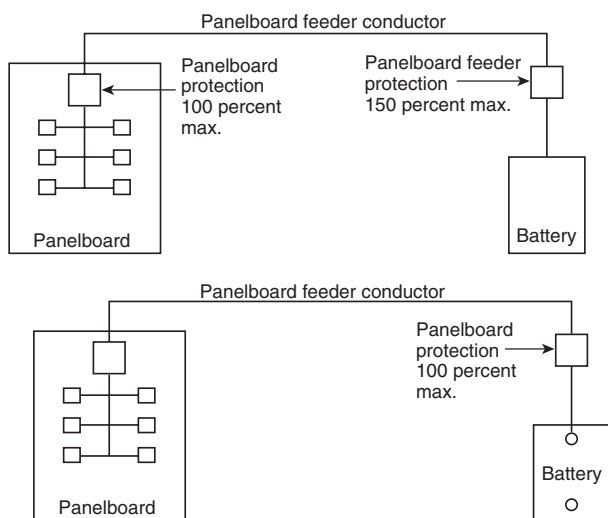 Panelboard feeder conductor
Panelboard
protection
100 percent
max.
Panelboard feeder
protection
150 percent max.
Panelboard
Battery
Panelboard feeder conductor
Panelboard
protection
100 percent
max.
Battery
Panelboard